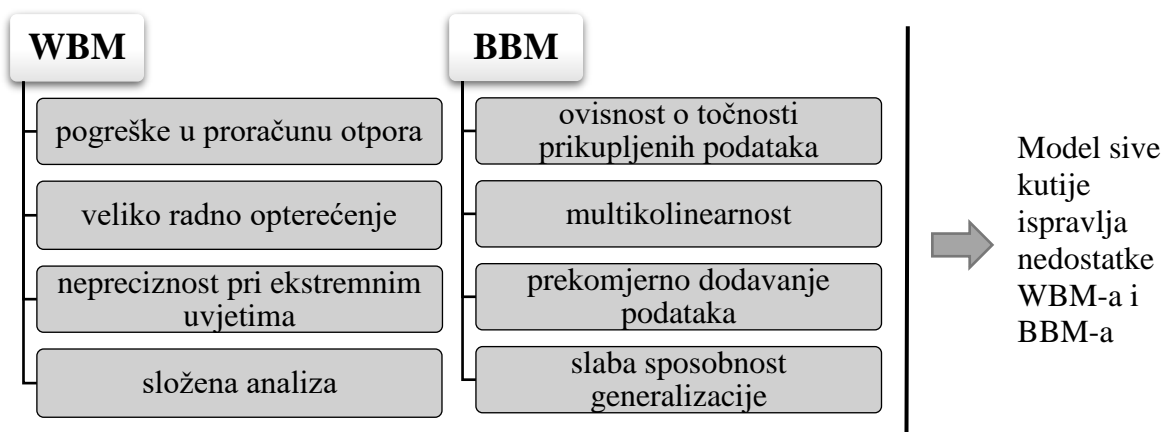 WBM
pogreške u proračunu otpora
veliko radno opterećenje
nepreciznost pri ekstremnim
uvjetima
složena analiza
BBM
ovisnost o točnosti
prikupljenih podataka
multikolinearnost
prekomjerno dodavanje
podataka
slaba sposobnost
generalizacije
Model sive
kutije
ispravlja
nedostatke
WBM-a i
BBM-a